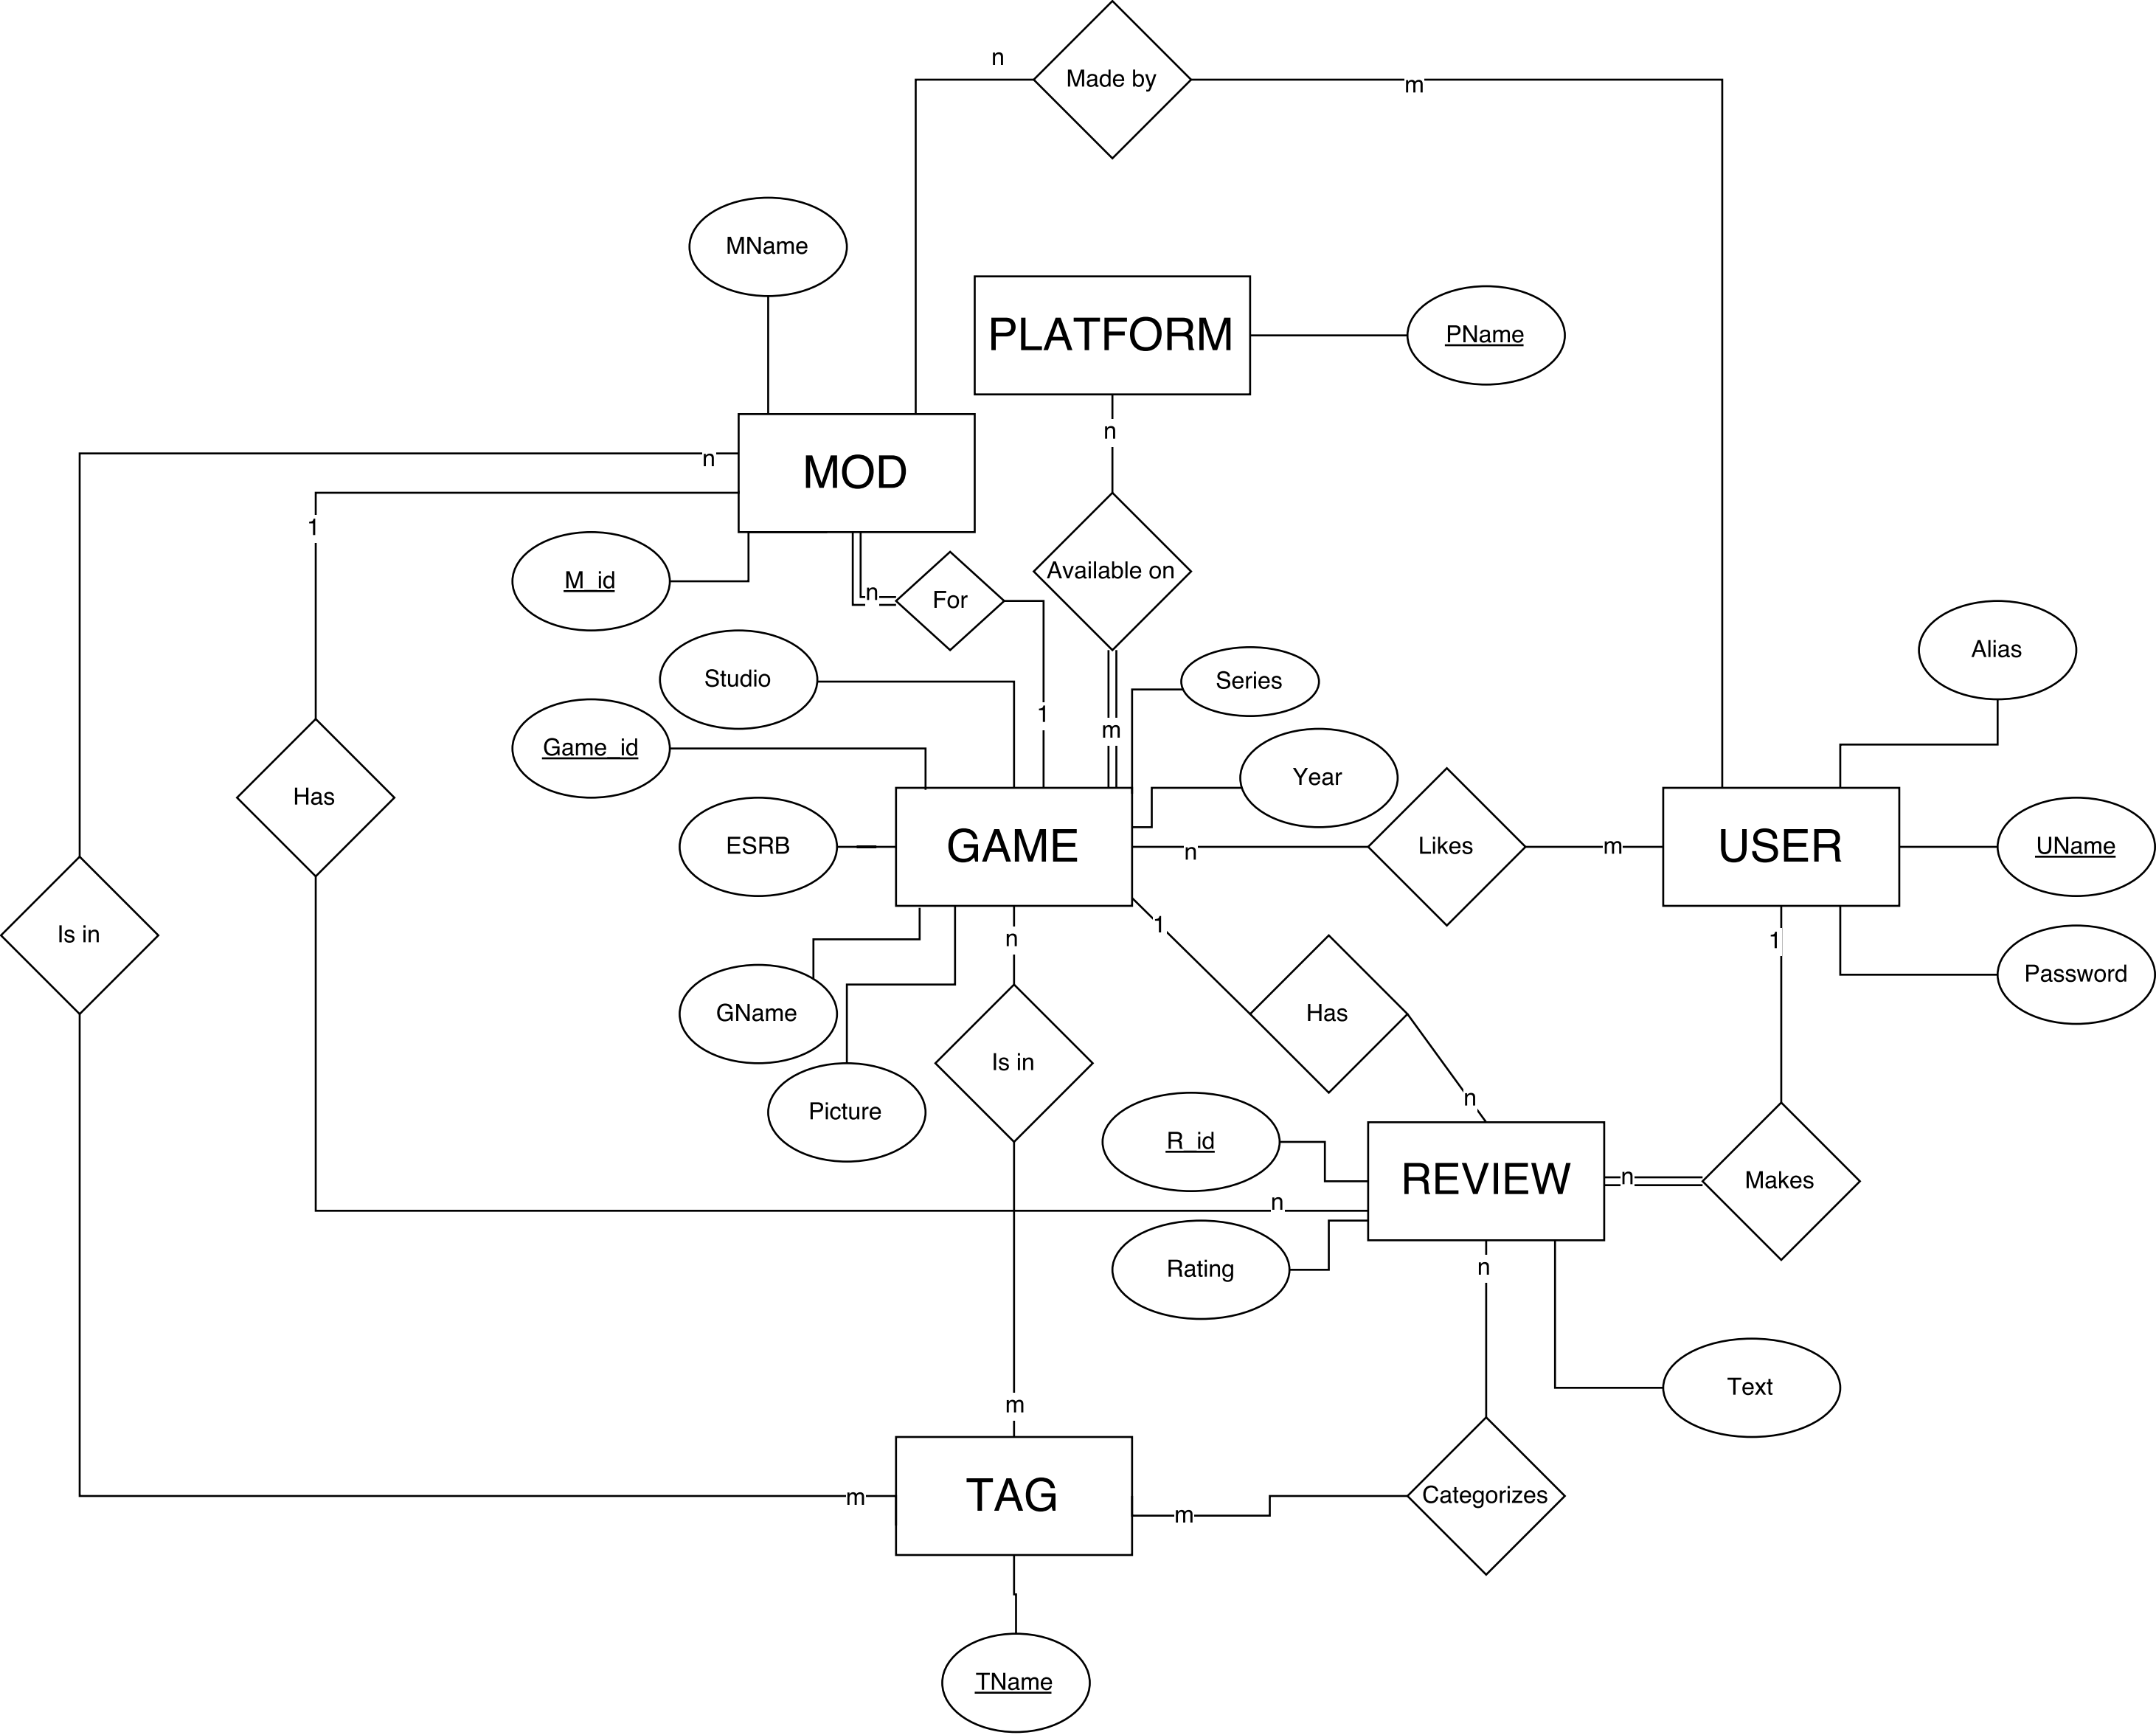 n
Made by
m
MName
PLATFORM
PName
n
MOD
n
1
M_id
n
For
Available on
Studio
Series
Alias
Game_id
1
m
Year
Has
ESRB
GAME
n
Likes
m
USER
UName
Is in
n
1
1
GName
Has
Password
Is in
Picture
n
R_id
REVIEW
n
Makes
n
Rating
n
Text
m
m
TAG
m
Categorizes
TName